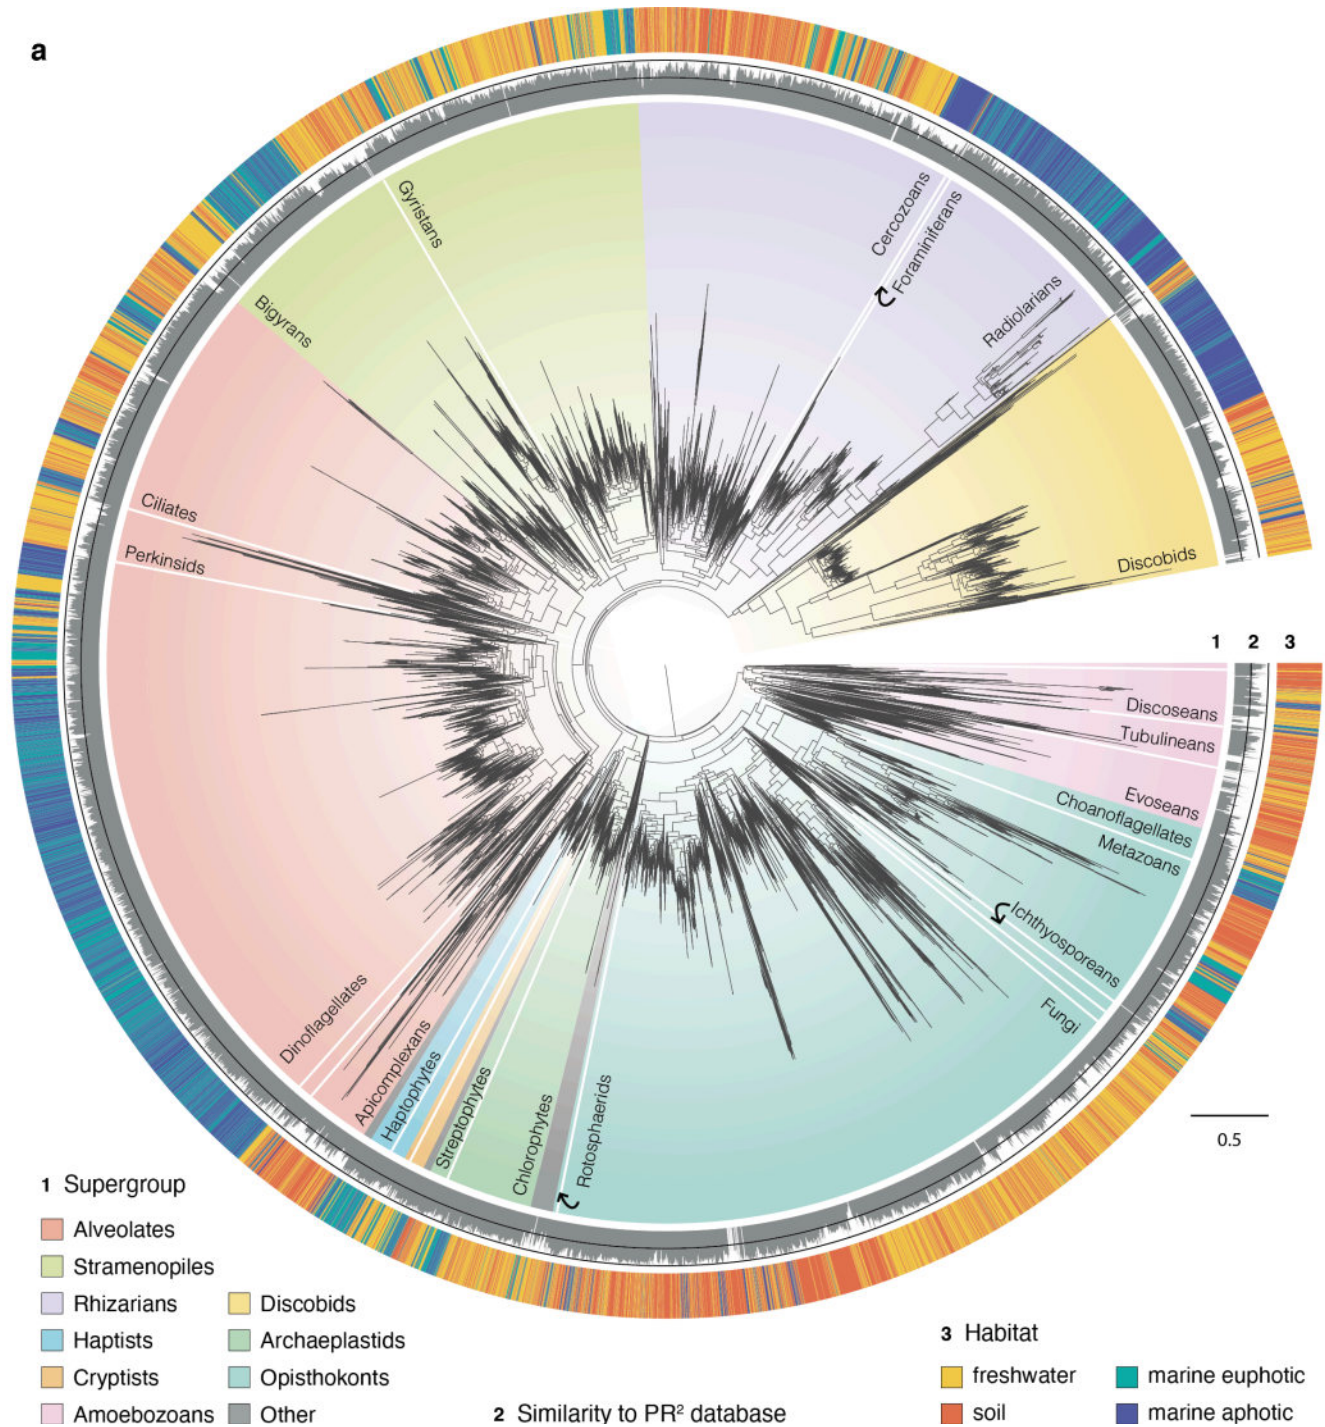 a
Gyristans
Cercozoans
Foraminiferans
Radiolarians
Bigyrans
Ciliates
Perkinsids
Discobids
1 2 3
Discoseans
Tubulineans
Evoseans
Choanoflagellates
Metazoans
Ichthyosporeans
Fungi
Dinoflagellates
Apicomplexans
Haptophytes
Streptophytes
Chlorophytes
Rotosphaerids
0.5
1 Supergroup
Alveolates
Stramenopiles
Rhizarians
Haptists
Cryptists
Amoebozoans
Discobids
Archaeplastids
Opisthokonts
Other
2 Similarity to PR² database
3 Habitat
freshwater
soil
marine euphotic
marine aphotic